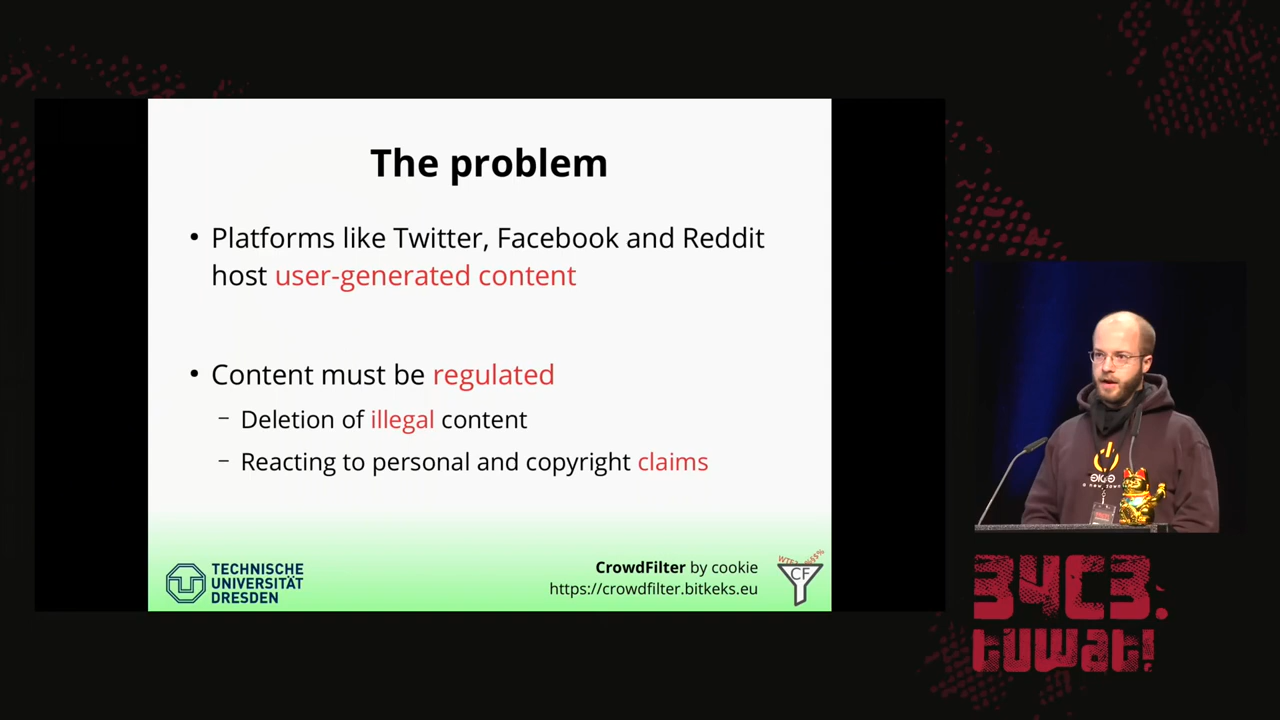 The problem
• Platforms like Twitter, Facebook and Reddit
host user-generated content
• Content must be regulated
– Deletion of illegal content
– Reacting to personal and copyright claims
TECHNISCHE
UNIVERSITÄT
DRESDEN
CrowdFilter by cookie
https://crowdfilter.bitkeks.eu
CF
34C3.
tuwat!